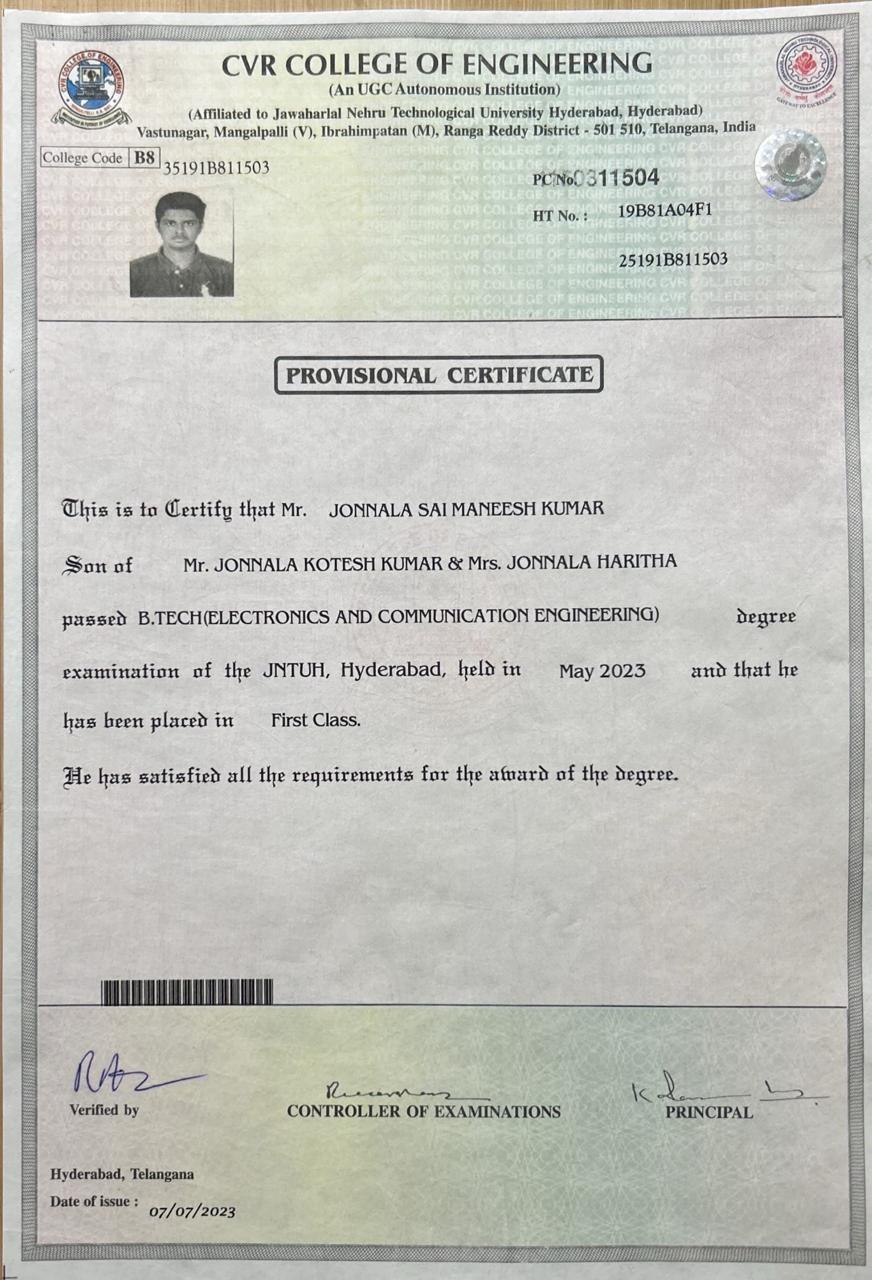 CVR COLLEGE OF ENGINEERING
(An UGC Autonomous Institution)
(Affiliated to Jawaharlal Nehru Technological University Hyderabad, Hyderabad)
Vastunagar, Mangalpalli (V), Ibrahimpatan (M), Ranga Reddy District - 501 510, Telangana, India
College Code B8
35191B811503
PC No. 0311504
HT No. : 19B81A04F1
25191B811503
PROVISIONAL CERTIFICATE
This is to Certify that Mr. JONNALA SAI MANEESH KUMAR
Son of Mr. JONNALA KOTESH KUMAR & Mrs. JONNALA HARITHA
passed B.TECH(ELECTRONICS AND COMMUNICATION ENGINEERING) degree
examination of the JNTUH, Hyderabad, held in May 2023 and that he
has been placed in First Class.
He has satisfied all the requirements for the award of the degree.
Verified by
CONTROLLER OF EXAMINATIONS
PRINCIPAL
Hyderabad, Telangana
Date of issue : 07/07/2023